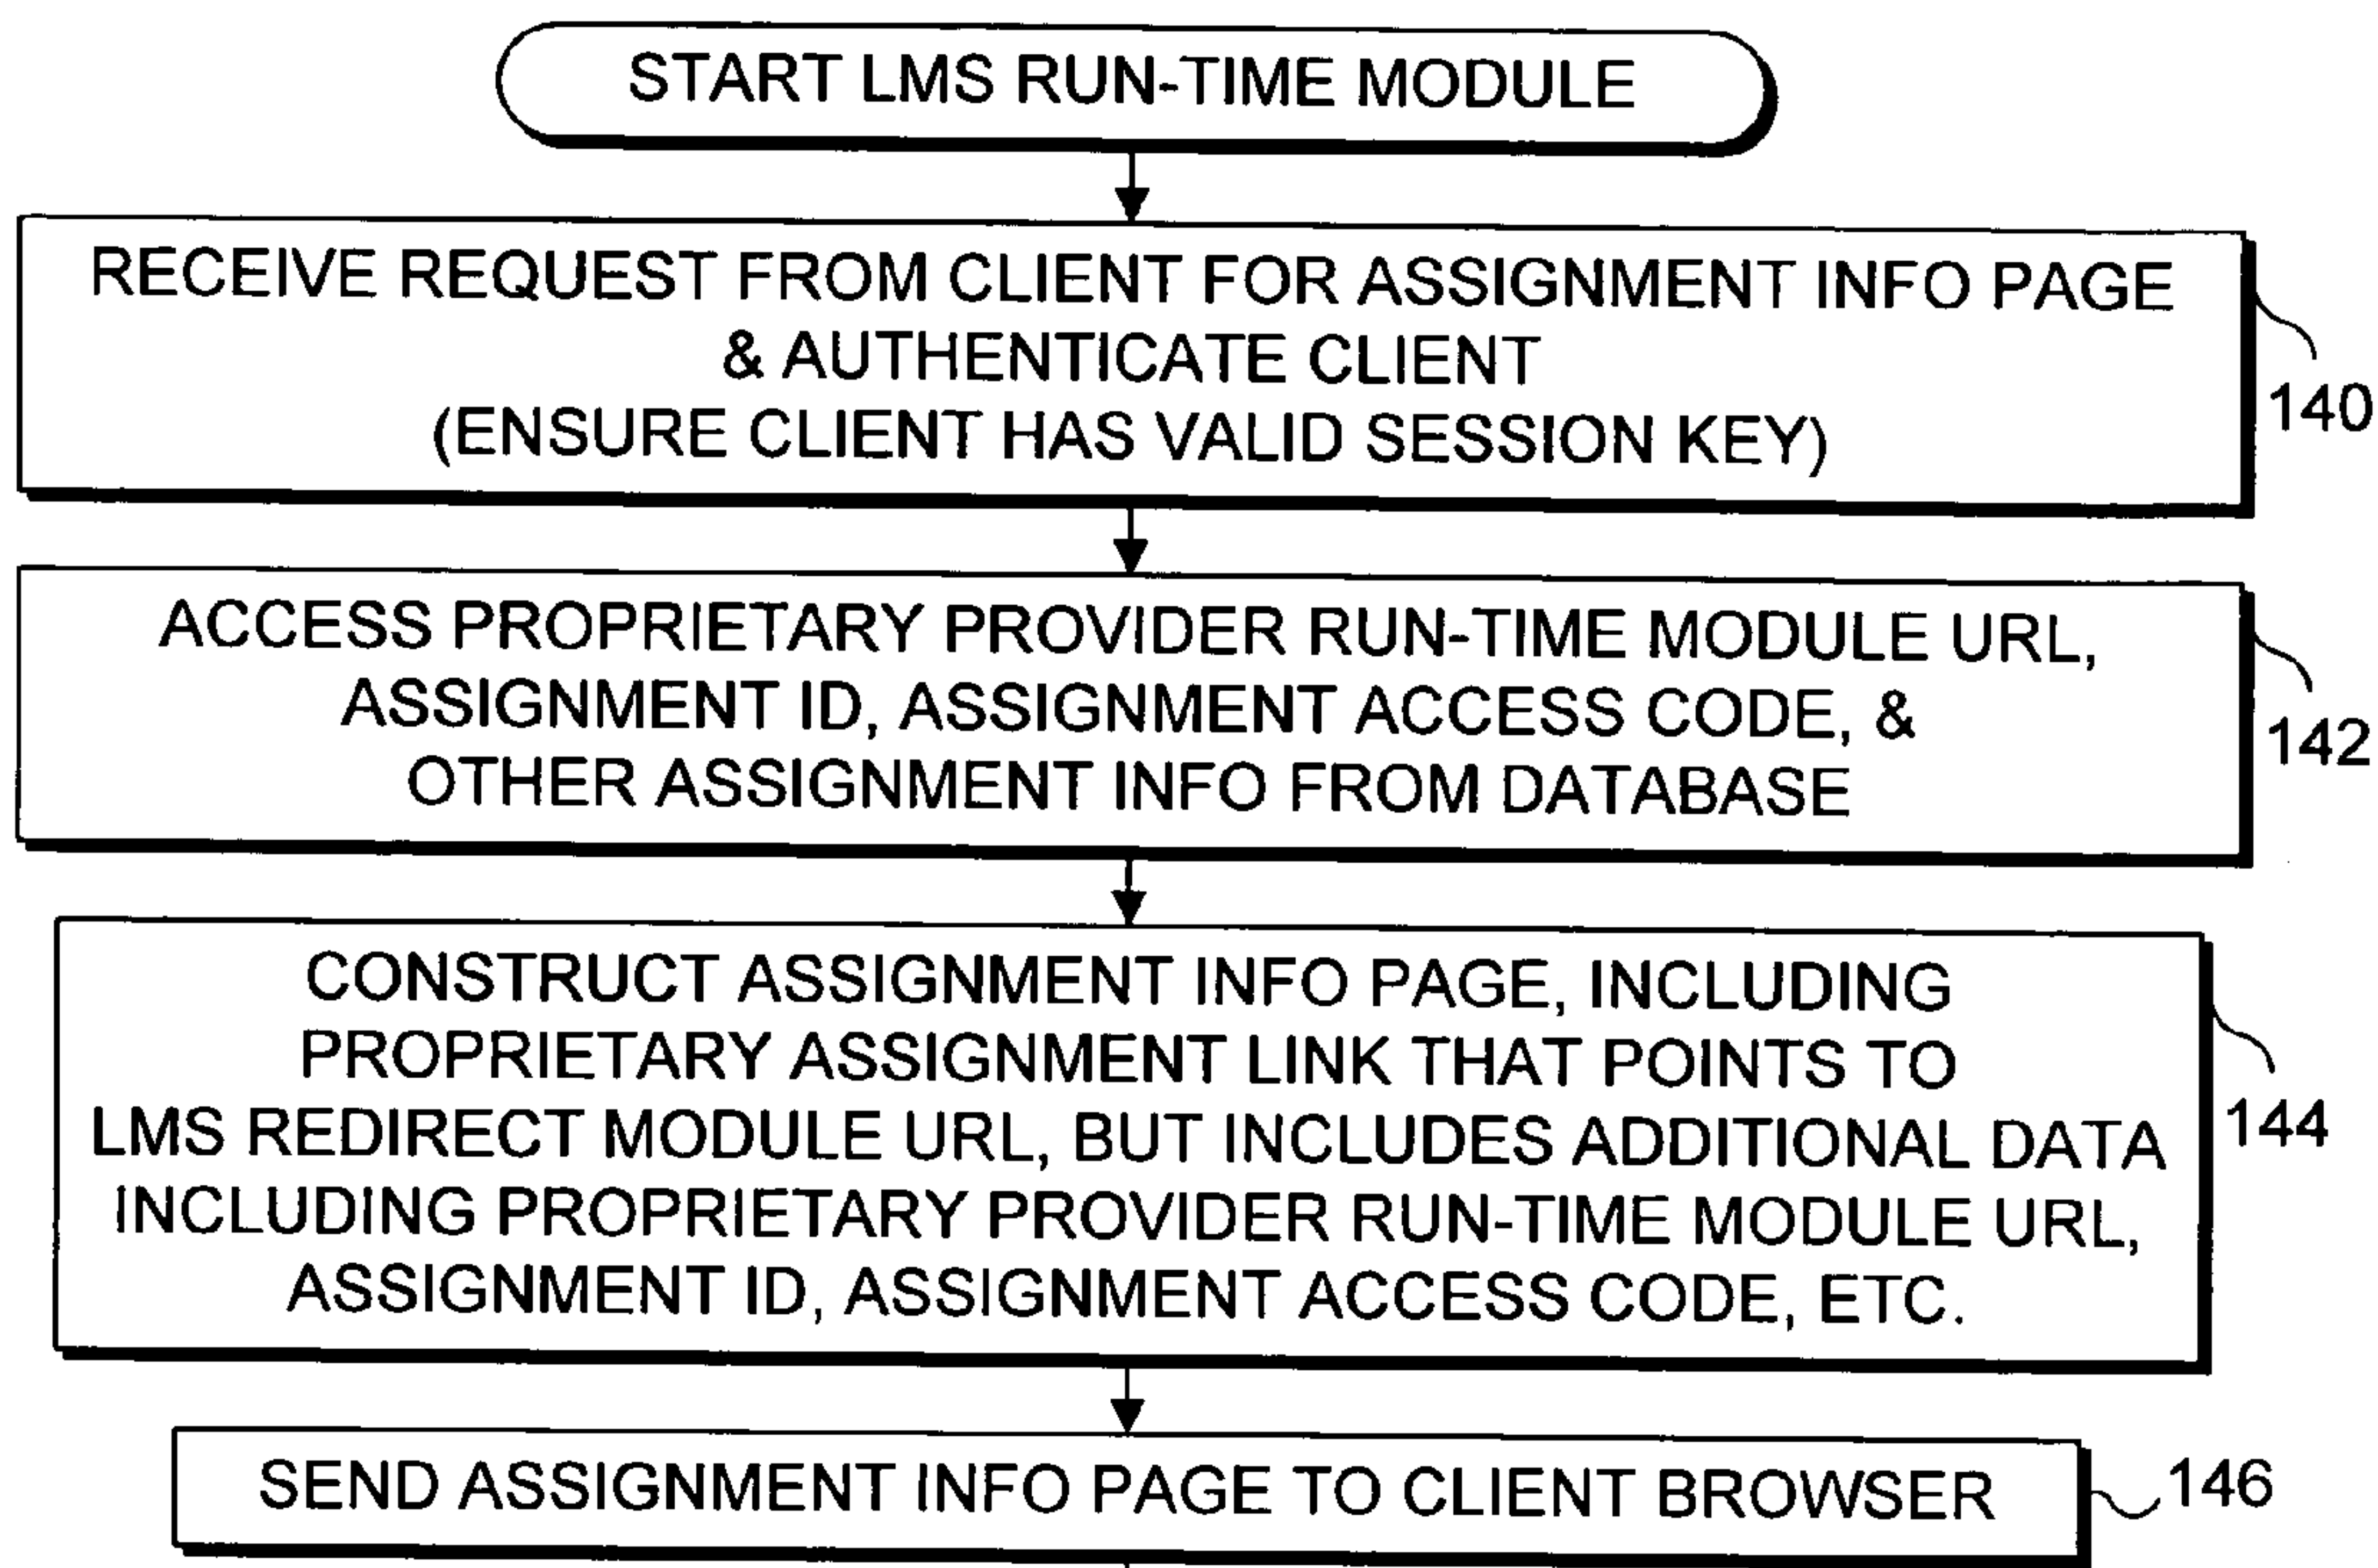 START LMS RUN-TIME MODULE
RECEIVE REQUEST FROM CLIENT FOR ASSIGNMENT INFO PAGE
& AUTHENTICATE CLIENT
(ENSURE CLIENT HAS VALID SESSION KEY)
140
ACCESS PROPRIETARY PROVIDER RUN-TIME MODULE URL,
ASSIGNMENT ID, ASSIGNMENT ACCESS CODE, &
OTHER ASSIGNMENT INFO FROM DATABASE
142
CONSTRUCT ASSIGNMENT INFO PAGE, INCLUDING
PROPRIETARY ASSIGNMENT LINK THAT POINTS TO
LMS REDIRECT MODULE URL, BUT INCLUDES ADDITIONAL DATA
INCLUDING PROPRIETARY PROVIDER RUN-TIME MODULE URL,
ASSIGNMENT ID, ASSIGNMENT ACCESS CODE, ETC.
144
SEND ASSIGNMENT INFO PAGE TO CLIENT BROWSER
146